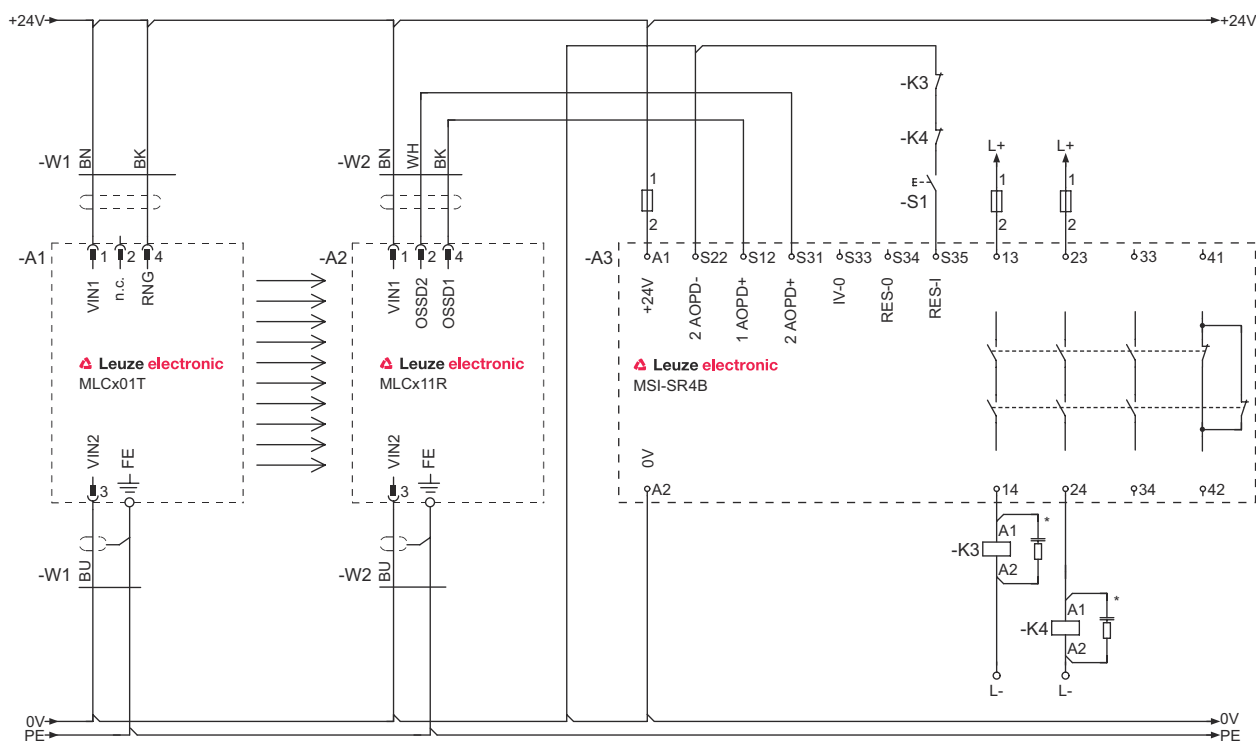 +24V
+24V
-K3
-K4
E
-S1
L+
L+
-W1
BN
BK
-W2
BN
WH
BK
1
2
1
2
1
2
-A1
1
2
4
VIN1
n.c.
RNG
-A2
1
2
4
VIN1
OSSD2
OSSD1
-A3
A1
S22
S12
S31
S33
S34
S35
13
23
33
41
+24V
2 AOPD-
1 AOPD+
2 AOPD+
IV-0
RES-0
RES-I
Leuze electronic
MLCx01T
Leuze electronic
MLCx11R
Leuze electronic
MSI-SR4B
VIN2
FE
3
VIN2
FE
3
0V
A2
14
24
34
42
-W1
BU
-W2
BU
-K3
A1
A2
*
-K4
A1
A2
*
L-
L-
0V
PE
0V
PE